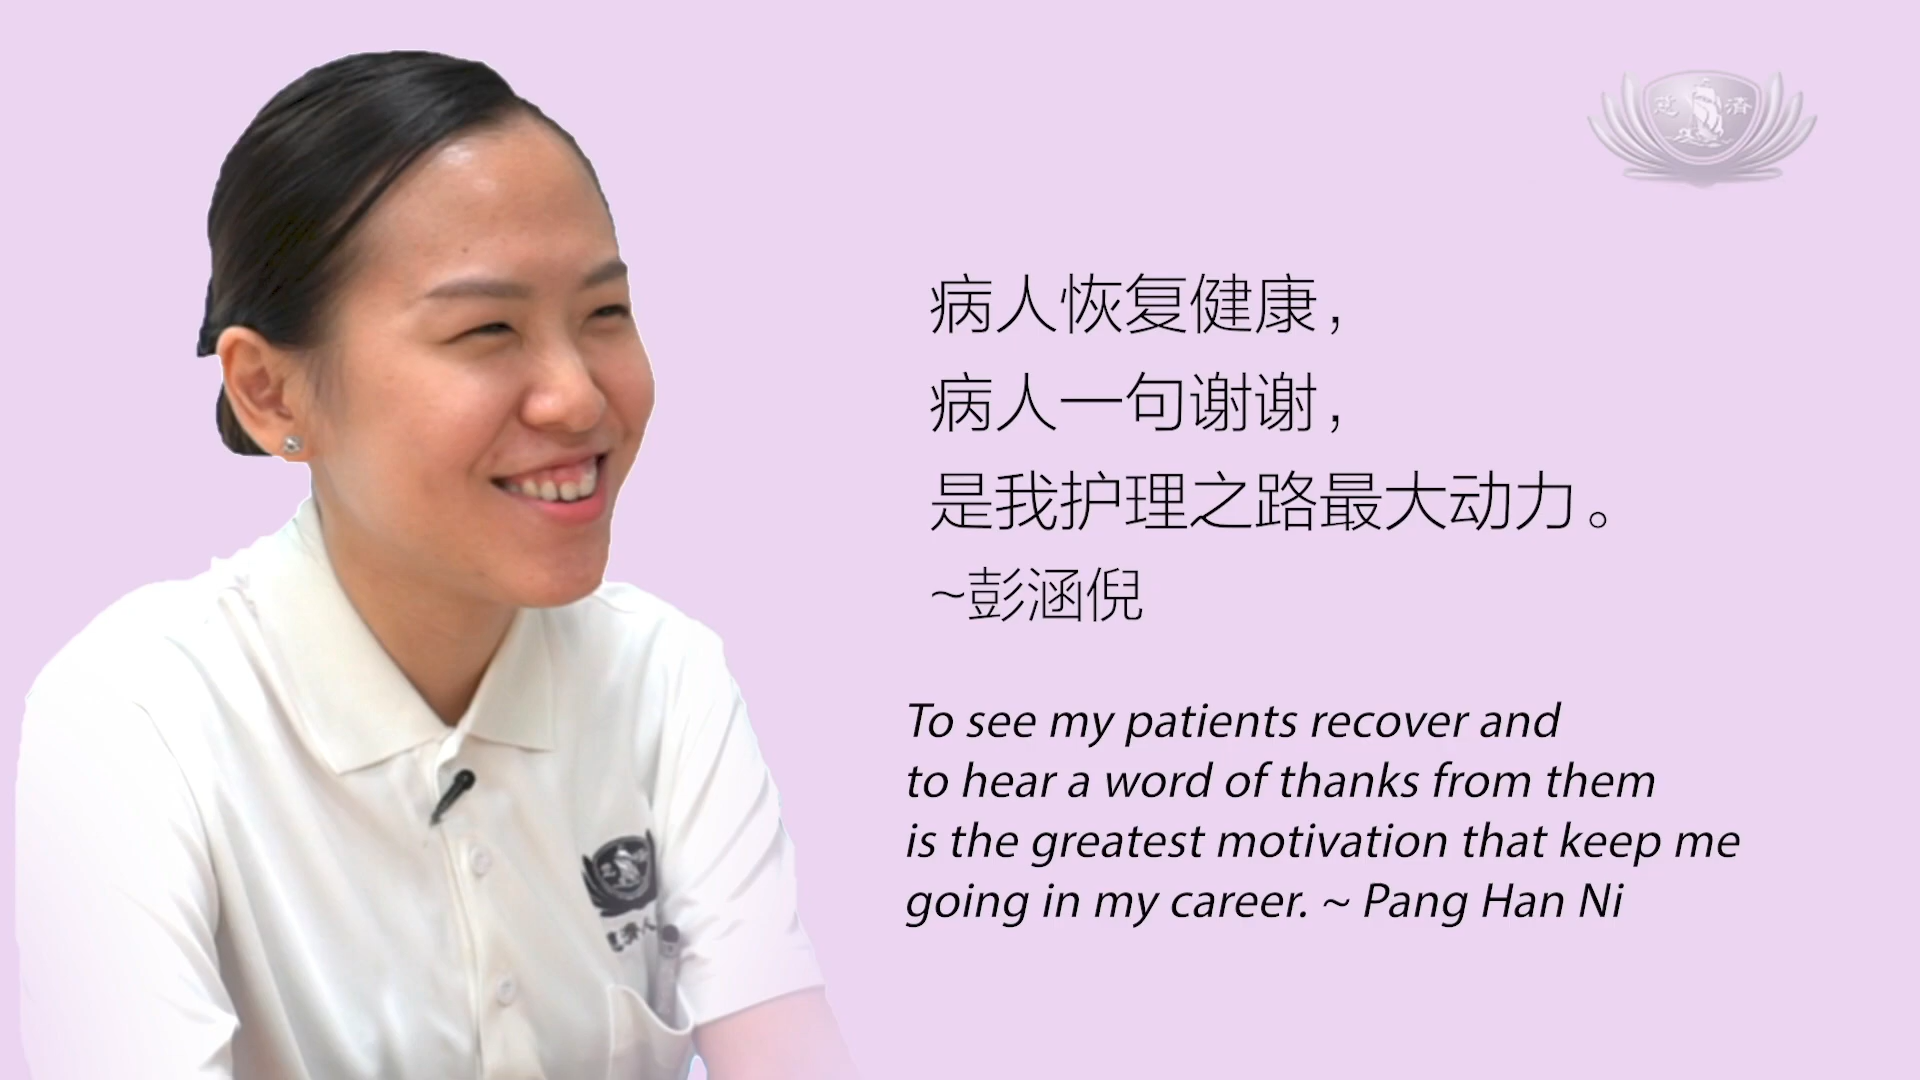 慈 濟
病人恢复健康，
病人一句谢谢，
是我护理之路最大动力。
~彭涵倪
To see my patients recover and
to hear a word of thanks from them
is the greatest motivation that keep me
going in my career. ~ Pang Han Ni